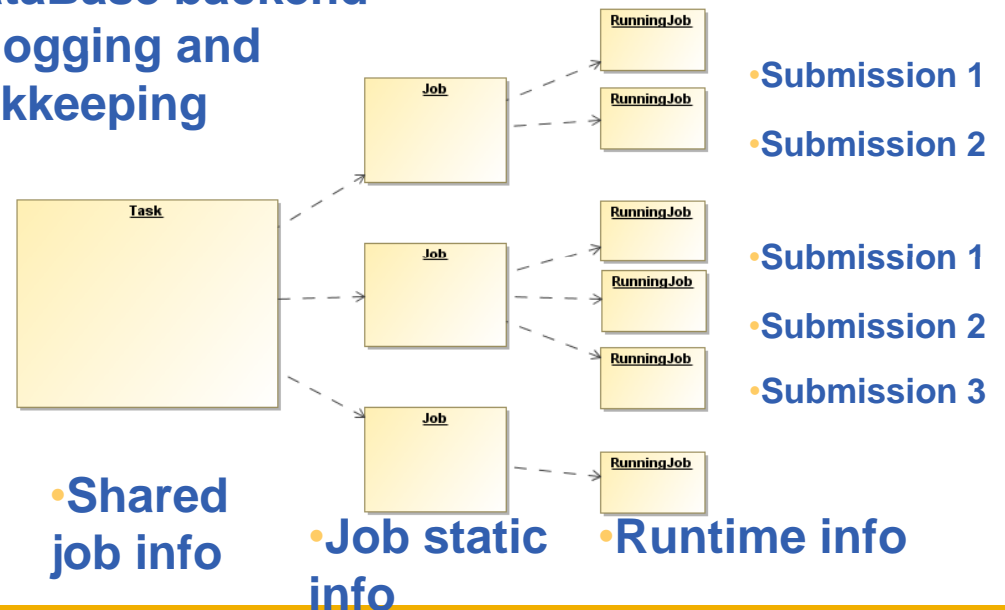 backend
ogging and
kkeeping
Task
Job
Job
Job
RunningJob
RunningJob
RunningJob
RunningJob
RunningJob
RunningJob
•Submission 1
•Submission 2
•Submission 1
•Submission 2
•Submission 3
•Shared
job info
•Job static
info
•Runtime info